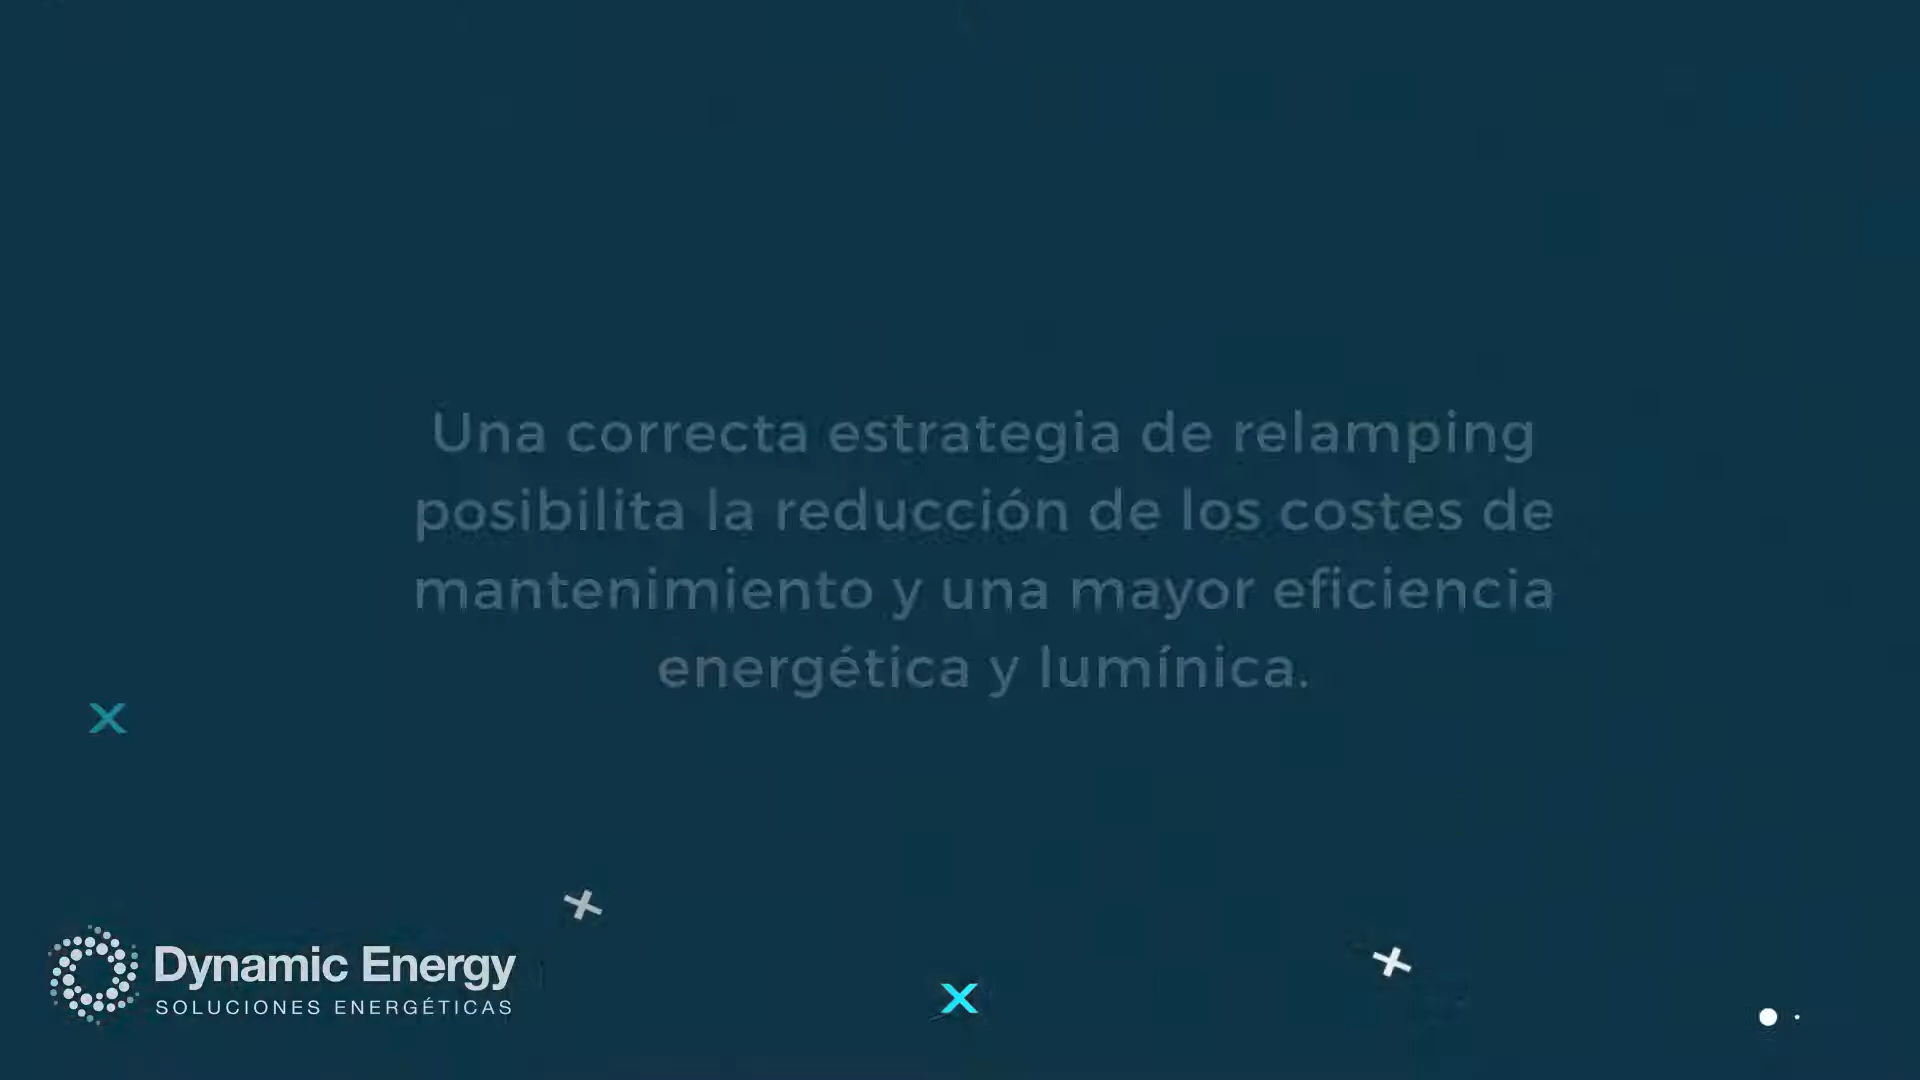 Una correcta estrategia de relamping
posibilita la reducción de los costes de
mantenimiento y una mayor eficiencia
energética y lumínica.
Dynamic Energy
SOLUCIONES ENERGÉTICAS